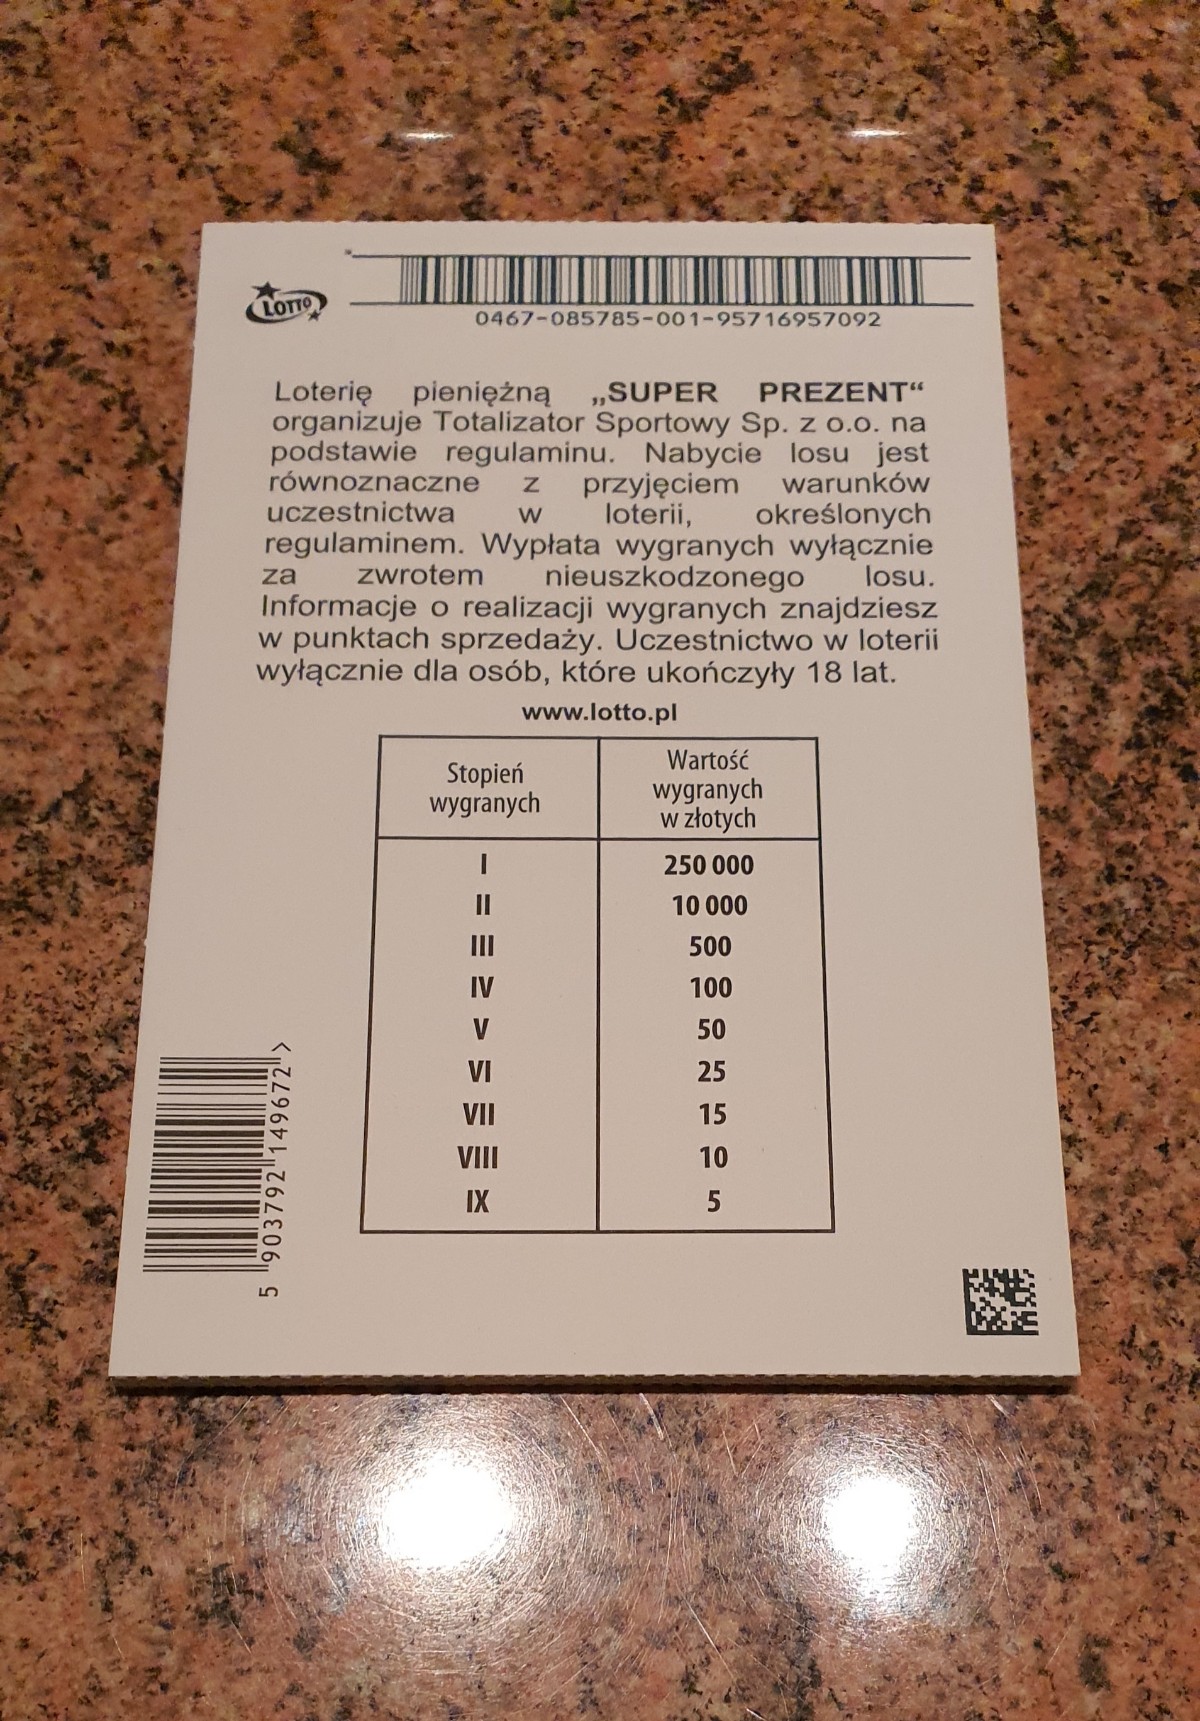 LOTTO
0467-085785-001-95716957092
Loterię pieniężną „SUPER PREZENT“
organizuje Totalizator Sportowy Sp. z o.o. na
podstawie regulaminu. Nabycie losu jest
równoznaczne z przyjęciem warunków
uczestnictwa w loterii, określonych
regulaminem. Wypłata wygranych wyłącznie
za zwrotem nieuszkodzonego losu.
Informacje o realizacji wygranych znajdziesz
w punktach sprzedaży. Uczestnictwo w loterii
wyłącznie dla osób, które ukończyły 18 lat.
www.lotto.pl
Stopień
wygranych
Wartość
wygranych
w złotych
I 250 000
II 10 000
III 500
IV 100
V 50
VI 25
VII 15
VIII 10
IX 5
5 903792 149672 >